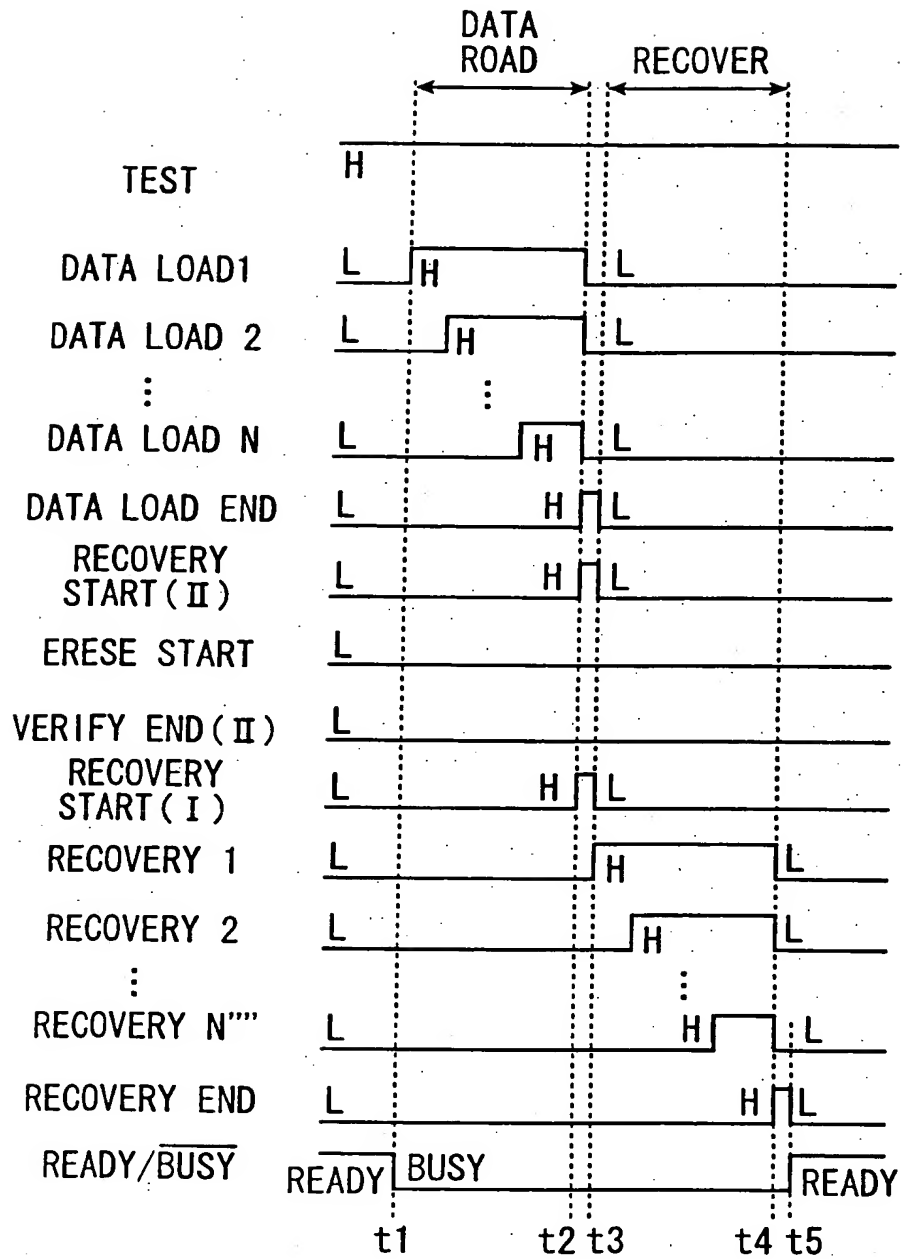 DATA
ROAD
RECOVER
TEST
H
DATA LOAD1
L H L
DATA LOAD 2
L H L
⋮ ⋮
DATA LOAD N
L H L
DATA LOAD END
L H L
RECOVERY
START(Ⅱ)
L H L
ERESE START
L
VERIFY END(Ⅱ)
L
RECOVERY
START(Ⅰ)
L H L
RECOVERY 1
L H L
RECOVERY 2
L H L
⋮ ⋮
RECOVERY N""
L H L
RECOVERY END
L H L
READY/B̅U̅S̅Y̅
READY BUSY READY
t1 t2 t3 t4 t5